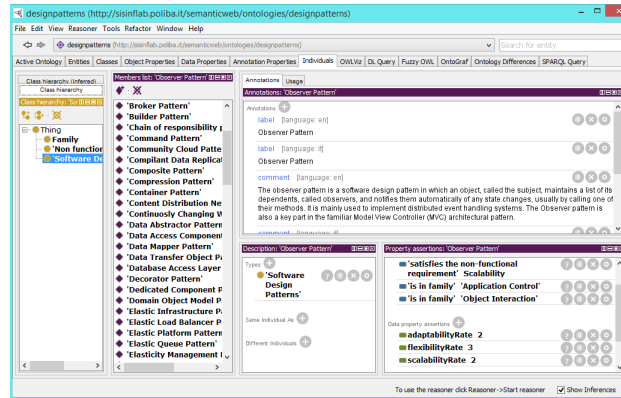 designpatterns (http://sisinflab.poliba.it/semanticweb/ontologies/designpatterns)
File Edit View Reasoner Tools Refactor Window Help
designpatterns (http://sisinflab.poliba.it/semanticweb/ontologies/designpatterns)
Search for entity
Active Ontology Entities Classes Object Properties Data Properties Annotation Properties Individuals OWLViz DL Query Fuzzy OWL OntoGraf Ontology Differences SPARQL Query
Class hierarchy (inferred)
Class hierarchy
Class hierarchy: 'So
Thing
Family
'Non function
'Software De
Members list: 'Observer Pattern'
'Broker Pattern'
'Builder Pattern'
'Chain of responsibility p
'Command Pattern'
'Community Cloud Patte
'Compilant Data Replicat
'Composite Pattern'
'Compression Pattern'
'Container Pattern'
'Content Distribution Ne
'Continuosly Changing W
'Data Abstractor Pattern
'Data Access Component
'Data Mapper Pattern'
'Data Transfer Object Pa
'Database Access Layer
'Decorator Pattern'
'Dedicated Component P
'Domain Object Model P
'Elastic Infrastructure Pa
'Elastic Load Balancer P
'Elastic Platform Pattern
'Elastic Queue Pattern'
'Elasticity Management
Annotations Usage
Annotations: 'Observer Pattern'
Annotations
label [language: en]
Observer Pattern
label [language: it]
Observer Pattern
comment [language: en]
The observer pattern is a software design pattern in which an object, called the subject, maintains a list of its
dependents, called observers, and notifies them automatically of any state changes, usually by calling one of
their methods. It is mainly used to implement distributed event handling systems. The Observer pattern is
also a key part in the familiar Model View Controller (MVC) architectural pattern.
comment [language: it]
Description: 'Observer Pattern'
Types
'Software
Design
Patterns'
Same Individual As
Different Individuals
Property assertions: 'Observer Pattern'
'satisfies the non-functional
requirement' Scalability
'is in family' 'Application Control'
'is in family' 'Object Interaction'
Data property assertions
adaptabilityRate 2
flexibilityRate 3
scalabilityRate 2
To use the reasoner click Reasoner->Start reasoner
Show Inferences